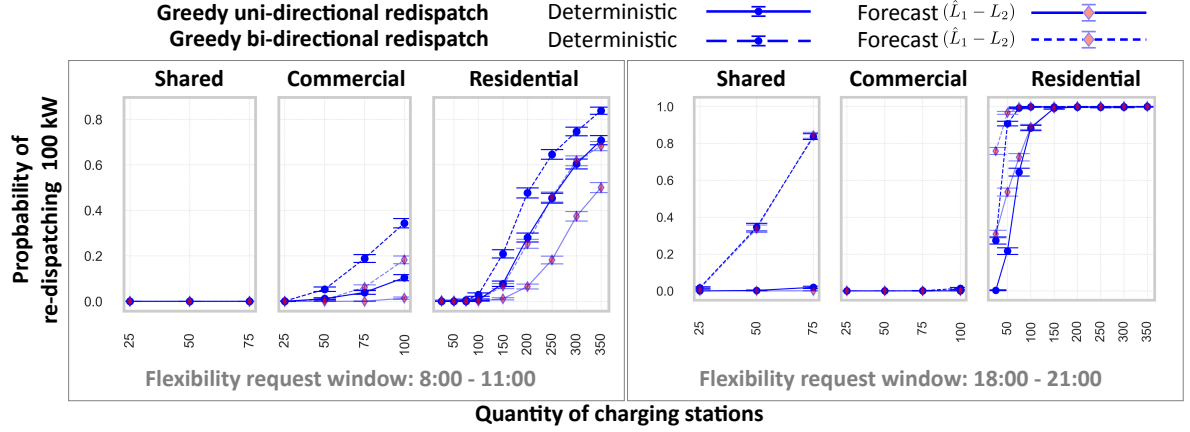 Greedy uni-directional redispatch Deterministic Forecast (L̂₁ − L₂)
Greedy bi-directional redispatch Deterministic Forecast (L̂₁ − L₂)
Shared Commercial Residential Shared Commercial Residential
Propbability of
re-dispatching 100 kW
0.8
0.6
0.4
0.2
0.0
1.0
0.8
0.6
0.4
0.2
0.0
25 50 75 25 50 75 100 50 100 150 200 250 300 350 25 50 75 25 50 75 100 50 100 150 200 250 300 350
Flexibility request window: 8:00 - 11:00 Flexibility request window: 18:00 - 21:00
Quantity of charging stations